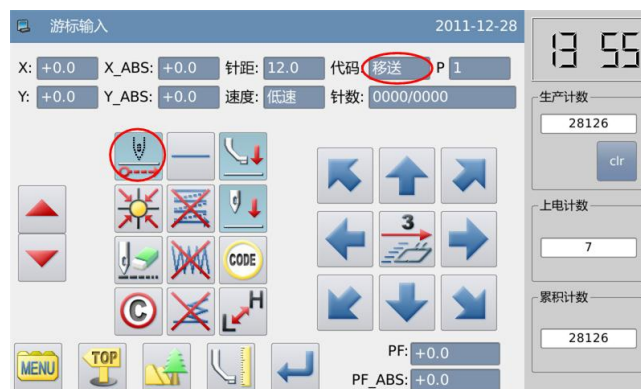 游标输入 2011-12-28
13 55
X: +0.0 X_ABS: +0.0 针距: 12.0 代码: 移送 P 1
Y: +0.0 Y_ABS: +0.0 速度: 低速 针数: 0000/0000
生产计数
28126
clr
上电计数
7
累积计数
28126
3
CODE
C
L H
MENU TOP
PF: +0.0
PF_ABS: +0.0